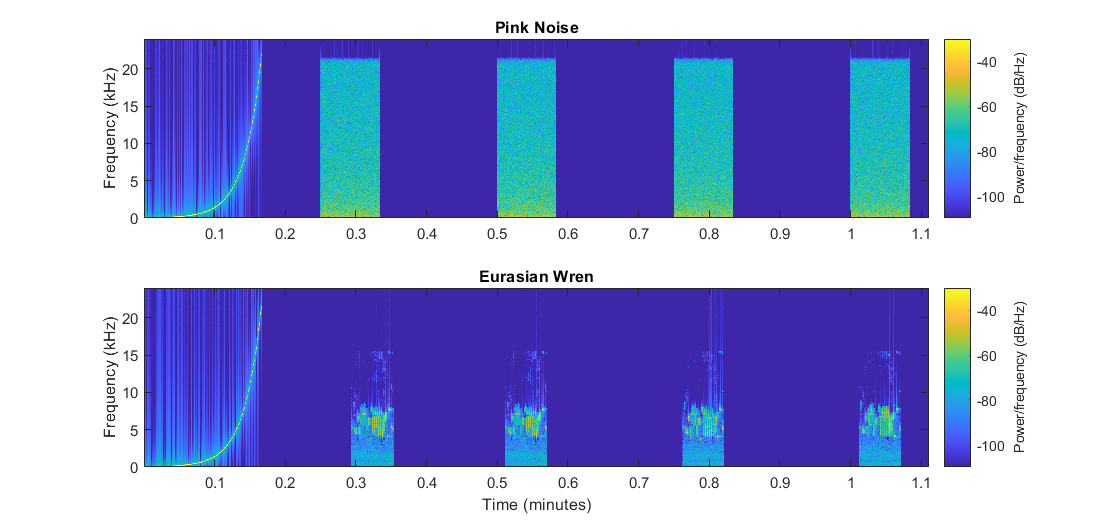 Pink Noise
Frequency (kHz)
20
15
10
5
0
0.1 0.2 0.3 0.4 0.5 0.6 0.7 0.8 0.9 1 1.1
-40
-60
-80
-100
Power/frequency (dB/Hz)
Eurasian Wren
Frequency (kHz)
20
15
10
5
0
0.1 0.2 0.3 0.4 0.5 0.6 0.7 0.8 0.9 1 1.1
Time (minutes)
-40
-60
-80
-100
Power/frequency (dB/Hz)